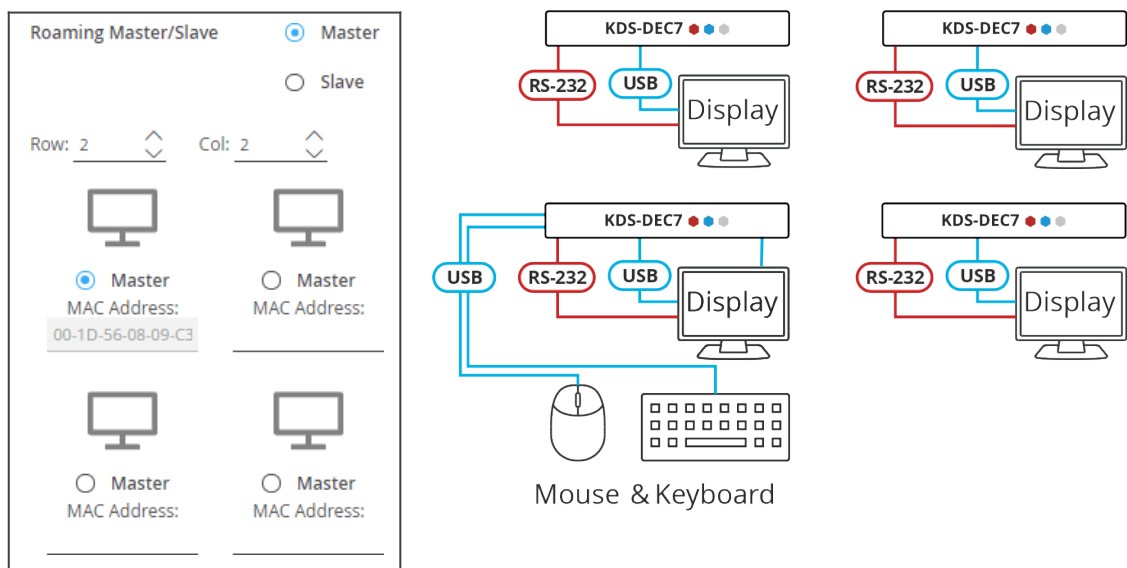 Roaming Master/Slave
Master
Slave
Row: 2
Col: 2
Master
MAC Address:
00-1D-56-08-09-C3
Master
MAC Address:
Master
MAC Address:
Master
MAC Address:
KDS-DEC7
RS-232
USB
Display
KDS-DEC7
RS-232
USB
Display
KDS-DEC7
USB
RS-232
USB
Display
KDS-DEC7
RS-232
USB
Display
Mouse & Keyboard